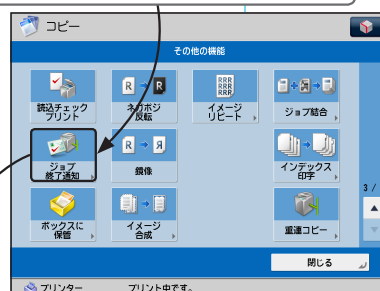 コピー
その他の機能
読込チェック
プリント
R R
ネガポジ
反転
RRR
RRR
RRR
イメージ
リピート
ジョブ結合
ジョブ
終了通知
R Я
鏡像
インデックス
印字
ボックスに
保管
イメージ
合成
重連コピー
3 /
閉じる
プリンター プリント中です。